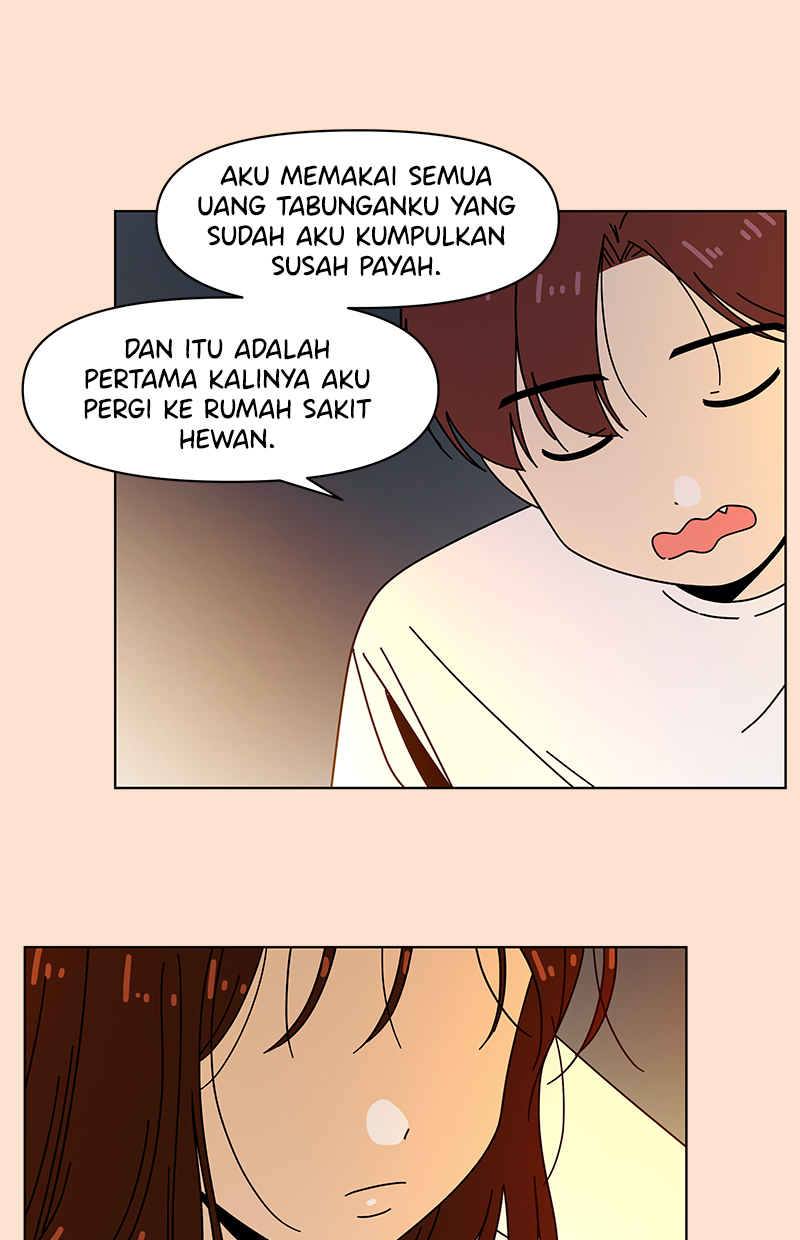 AKU MEMAKAI SEMUA
UANG TABUNGANKU YANG
SUDAH AKU KUMPULKAN
SUSAH PAYAH.
DAN ITU ADALAH
PERTAMA KALINYA AKU
PERGI KE RUMAH SAKIT
HEWAN.